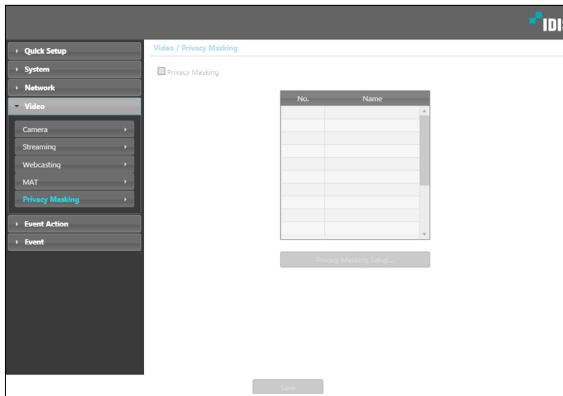 IDIS
Quick Setup
System
Network
Video
Camera
Streaming
Webcasting
MAT
Privacy Masking
Event Action
Event
Video / Privacy Masking
Privacy Masking
No. Name
Privacy Masking Setup...
Save